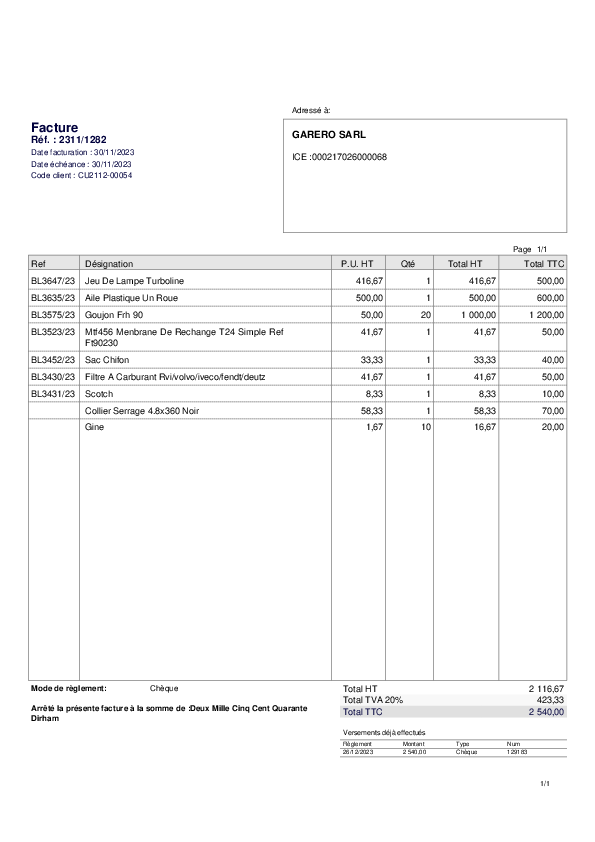 Adressé à:
Facture
Réf. : 2311/1282
Date facturation : 30/11/2023
Date échéance : 30/11/2023
Code client : CU2112-00054
GARERO SARL
ICE :000217026000068
Page 1/1
Ref Désignation P.U. HT Qté Total HT Total TTC
BL3647/23 Jeu De Lampe Turboline 416,67 1 416,67 500,00
BL3635/23 Aile Plastique Un Roue 500,00 1 500,00 600,00
BL3575/23 Goujon Frh 90 50,00 20 1 000,00 1 200,00
BL3523/23 Mtf456 Menbrane De Rechange T24 Simple Ref 41,67 1 41,67 50,00
Ft90230
BL3452/23 Sac Chifon 33,33 1 33,33 40,00
BL3430/23 Filtre A Carburant Rvi/volvo/iveco/fendt/deutz 41,67 1 41,67 50,00
BL3431/23 Scotch 8,33 1 8,33 10,00
Collier Serrage 4.8x360 Noir 58,33 1 58,33 70,00
Gine 1,67 10 16,67 20,00
Mode de règlement: Chèque
Total HT 2 116,67
Total TVA 20% 423,33
Total TTC 2 540,00
Arrêté la présente facture à la somme de :Deux Mille Cinq Cent Quarante
Dirham
Versements déjà effectués
Règlement Montant Type Num
26/12/2023 2 540,00 Chèque 129183
1/1